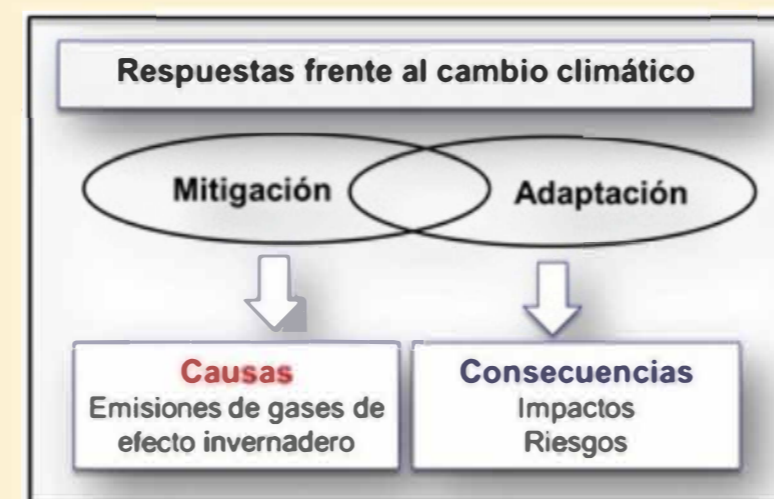 Respuestas frente al cambio climático
Mitigación
Adaptación
Causas
Emisiones de gases de
efecto invernadero
Consecuencias
Impactos
Riesgos